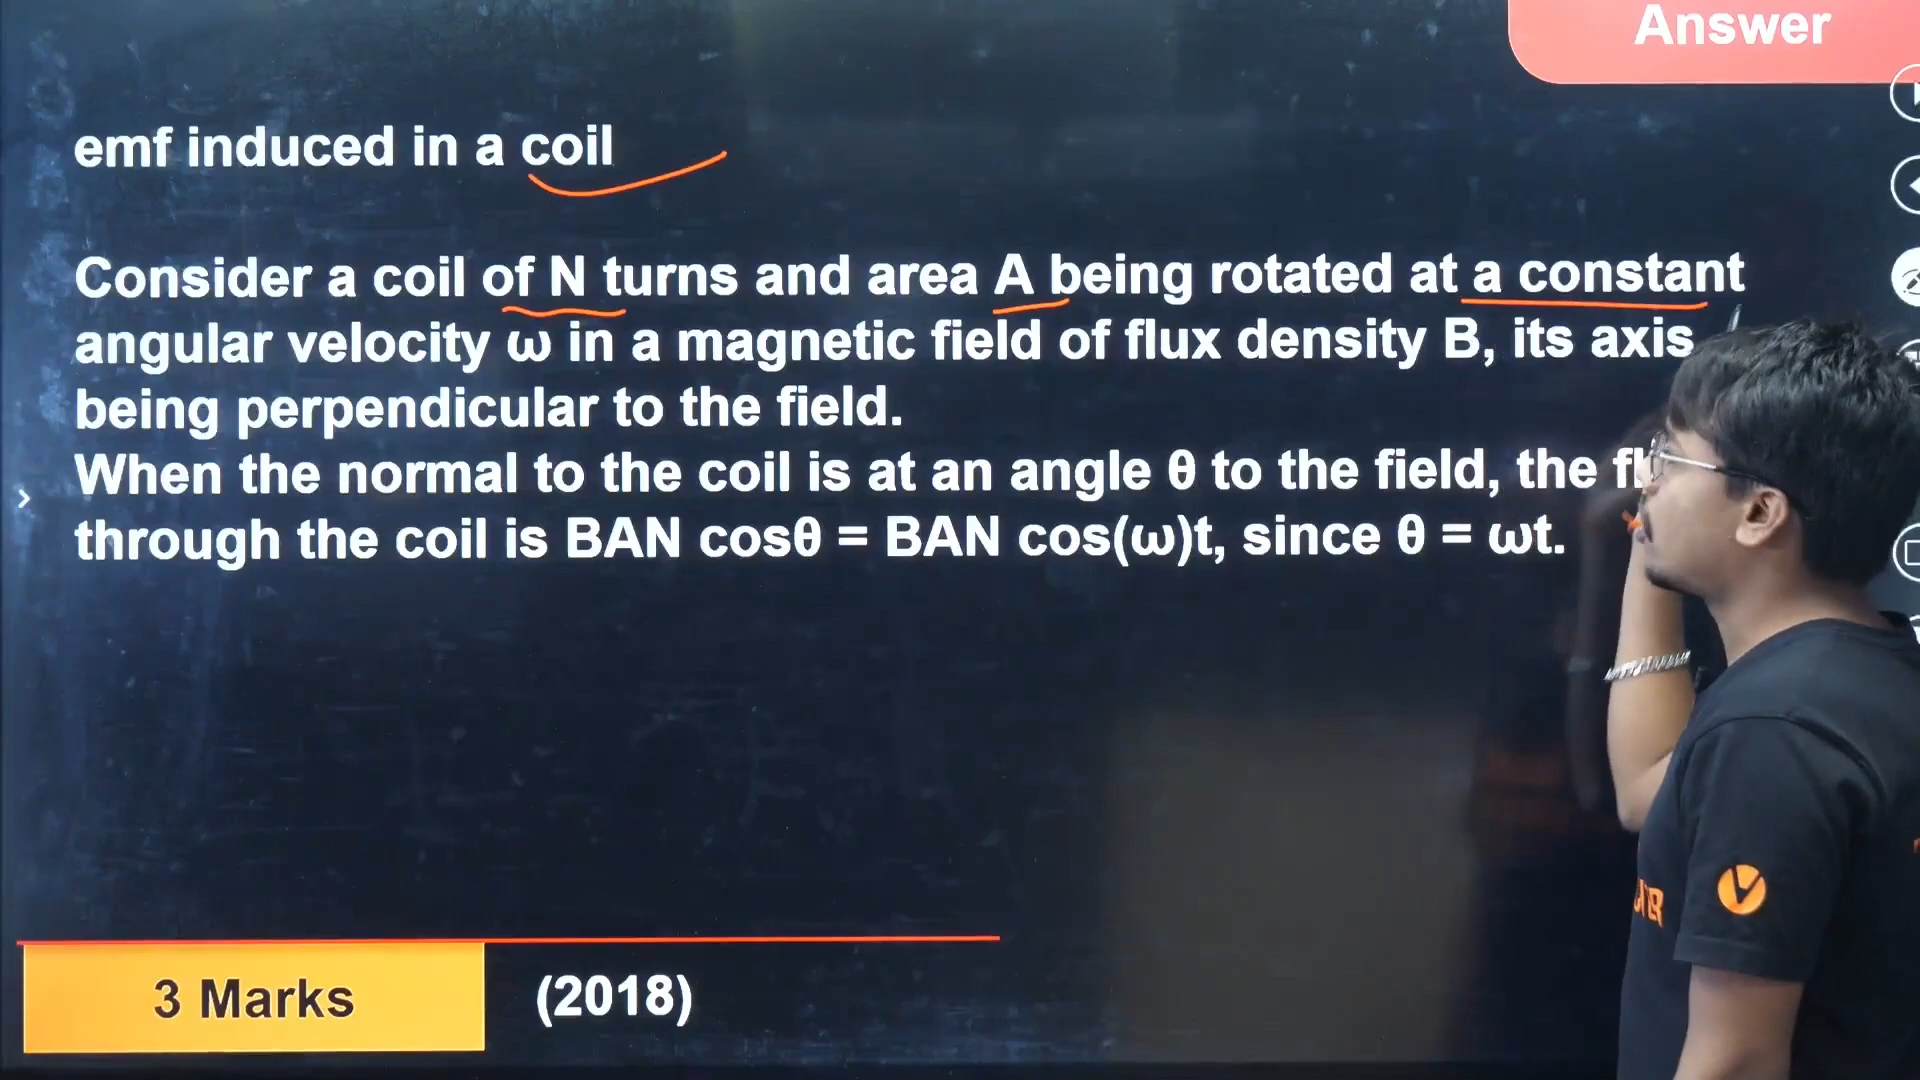 Answer
emf induced in a coil
Consider a coil of N turns and area A being rotated at a constant
angular velocity ω in a magnetic field of flux density B, its axis
being perpendicular to the field.
When the normal to the coil is at an angle θ to the field, the
through the coil is BAN cosθ = BAN cos(ω)t, since θ = ωt.
3 Marks
(2018)